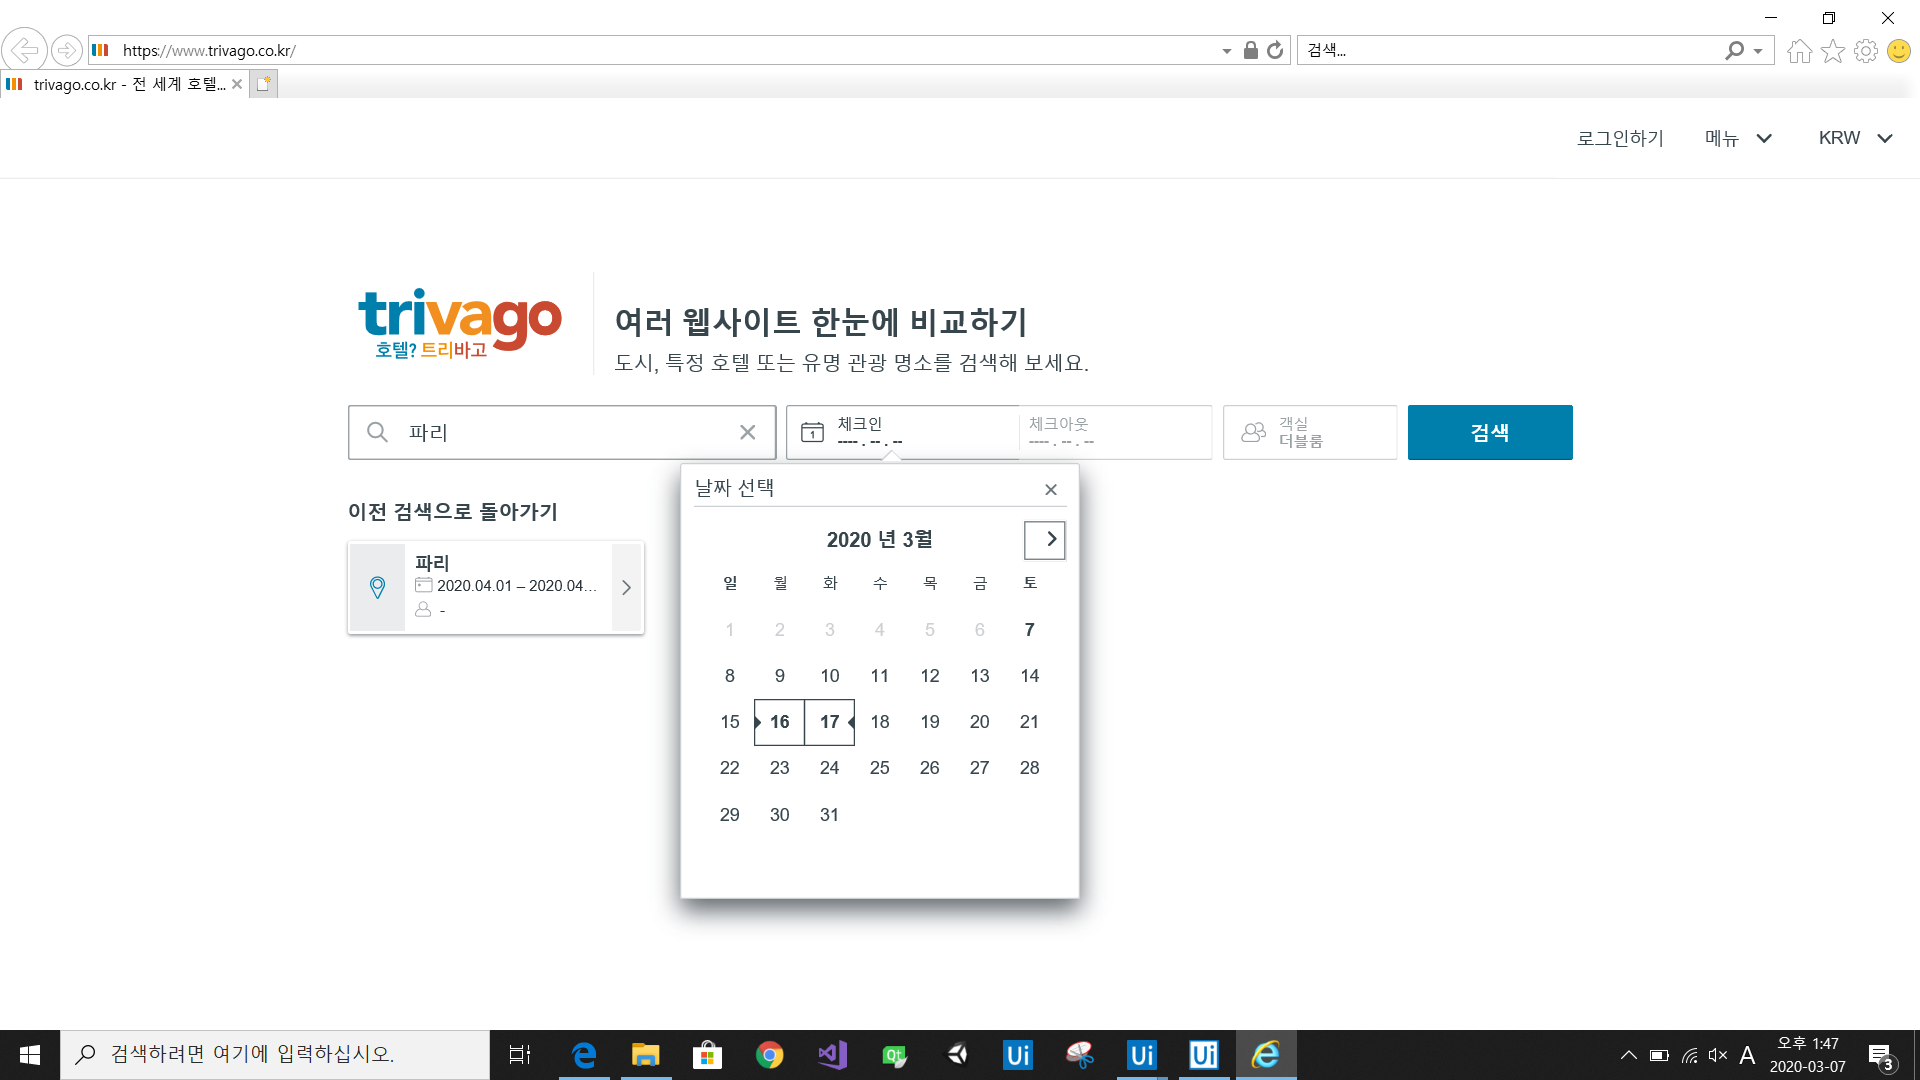 https://www.trivago.co.kr/
검색...
trivago.co.kr - 전 세계 호텔...
로그인하기
메뉴
KRW
trivago
호텔? 트리바고
여러 웹사이트 한눈에 비교하기
도시, 특정 호텔 또는 유명 관광 명소를 검색해 보세요.
파리
1
체크인
---- . -- . --
체크아웃
---- . -- . --
객실
더블룸
검색
이전 검색으로 돌아가기
파리
2020.04.01 – 2020.04...
-
날짜 선택
2020 년 3월
일 월 화 수 목 금 토
1 2 3 4 5 6 7
8 9 10 11 12 13 14
15 16 17 18 19 20 21
22 23 24 25 26 27 28
29 30 31
검색하려면 여기에 입력하십시오.
Qt
Ui
Ui
Ui
A
오후 1:47
2020-03-07
3